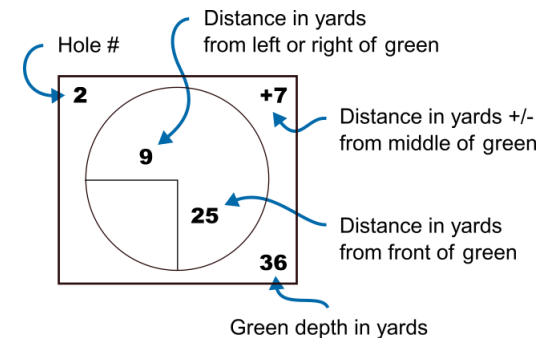 Distance in yards
from left or right of green
Hole #
2
+7
Distance in yards +/-
from middle of green
9
25
Distance in yards
from front of green
36
Green depth in yards